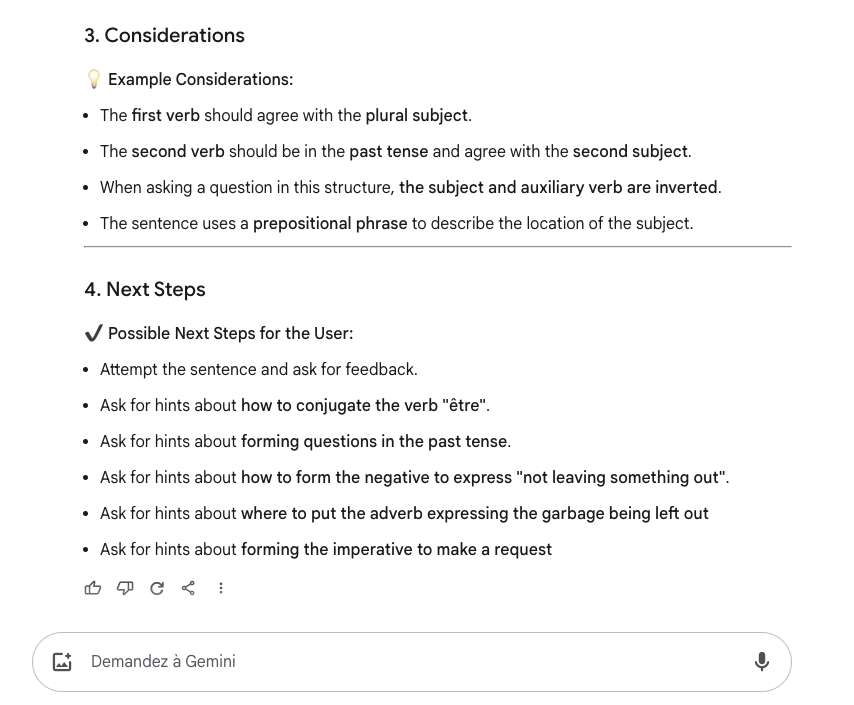 3. Considerations
💡 Example Considerations:
• The first verb should agree with the plural subject.
• The second verb should be in the past tense and agree with the second subject.
• When asking a question in this structure, the subject and auxiliary verb are inverted.
• The sentence uses a prepositional phrase to describe the location of the subject.
4. Next Steps
✔ Possible Next Steps for the User:
• Attempt the sentence and ask for feedback.
• Ask for hints about how to conjugate the verb "être".
• Ask for hints about forming questions in the past tense.
• Ask for hints about how to form the negative to express "not leaving something out".
• Ask for hints about where to put the adverb expressing the garbage being left out
• Ask for hints about forming the imperative to make a request
Demandez à Gemini